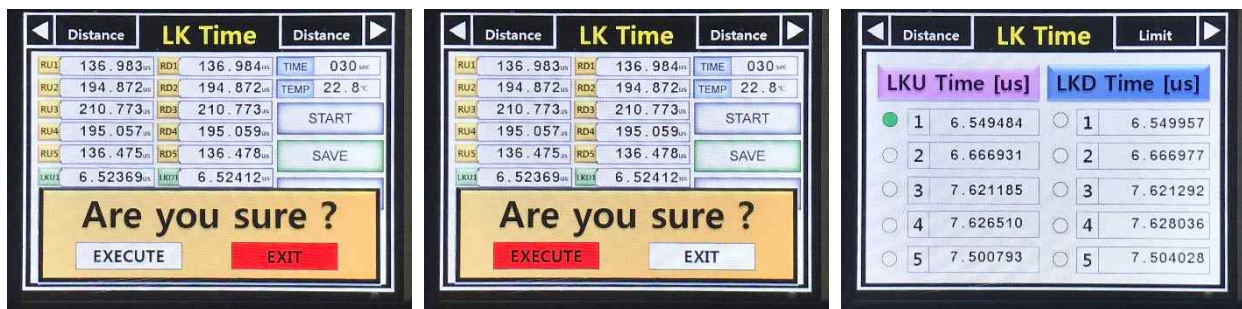 Distance LK Time Distance
RU1 136.983us RD1 136.984us TIME 030 sec
RU2 194.872us RD2 194.872us TEMP 22.8℃
RU3 210.773us RD3 210.773us START
RU4 195.057us RD4 195.059us
RU5 136.475us RD5 136.478us SAVE
LKU1 6.52369us LKD1 6.52412us
Are you sure ?
EXECUTE EXIT
Distance LK Time Distance
RU1 136.983us RD1 136.984us TIME 030 sec
RU2 194.872us RD2 194.872us TEMP 22.8℃
RU3 210.773us RD3 210.773us START
RU4 195.057us RD4 195.059us
RU5 136.475us RD5 136.478us SAVE
LKU1 6.52369us LKD1 6.52412us
Are you sure ?
EXECUTE EXIT
Distance LK Time Limit
LKU Time [us] LKD Time [us]
1 6.549484 1 6.549957
2 6.666931 2 6.666977
3 7.621185 3 7.621292
4 7.626510 4 7.628036
5 7.500793 5 7.504028